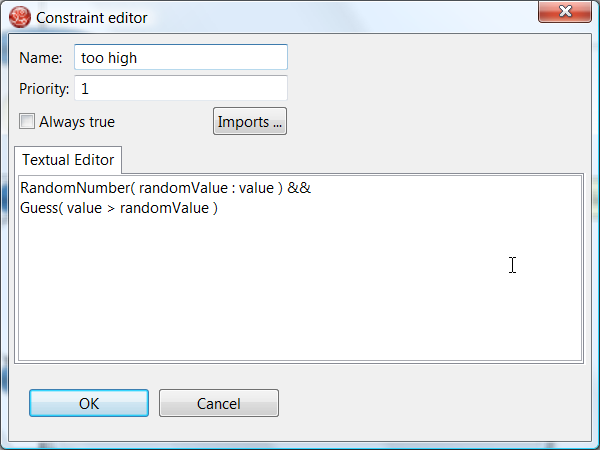 Constraint editor
Name: too high
Priority: 1
Always true Imports ...
Textual Editor
RandomNumber( randomValue : value ) &&
Guess( value > randomValue )
OK Cancel